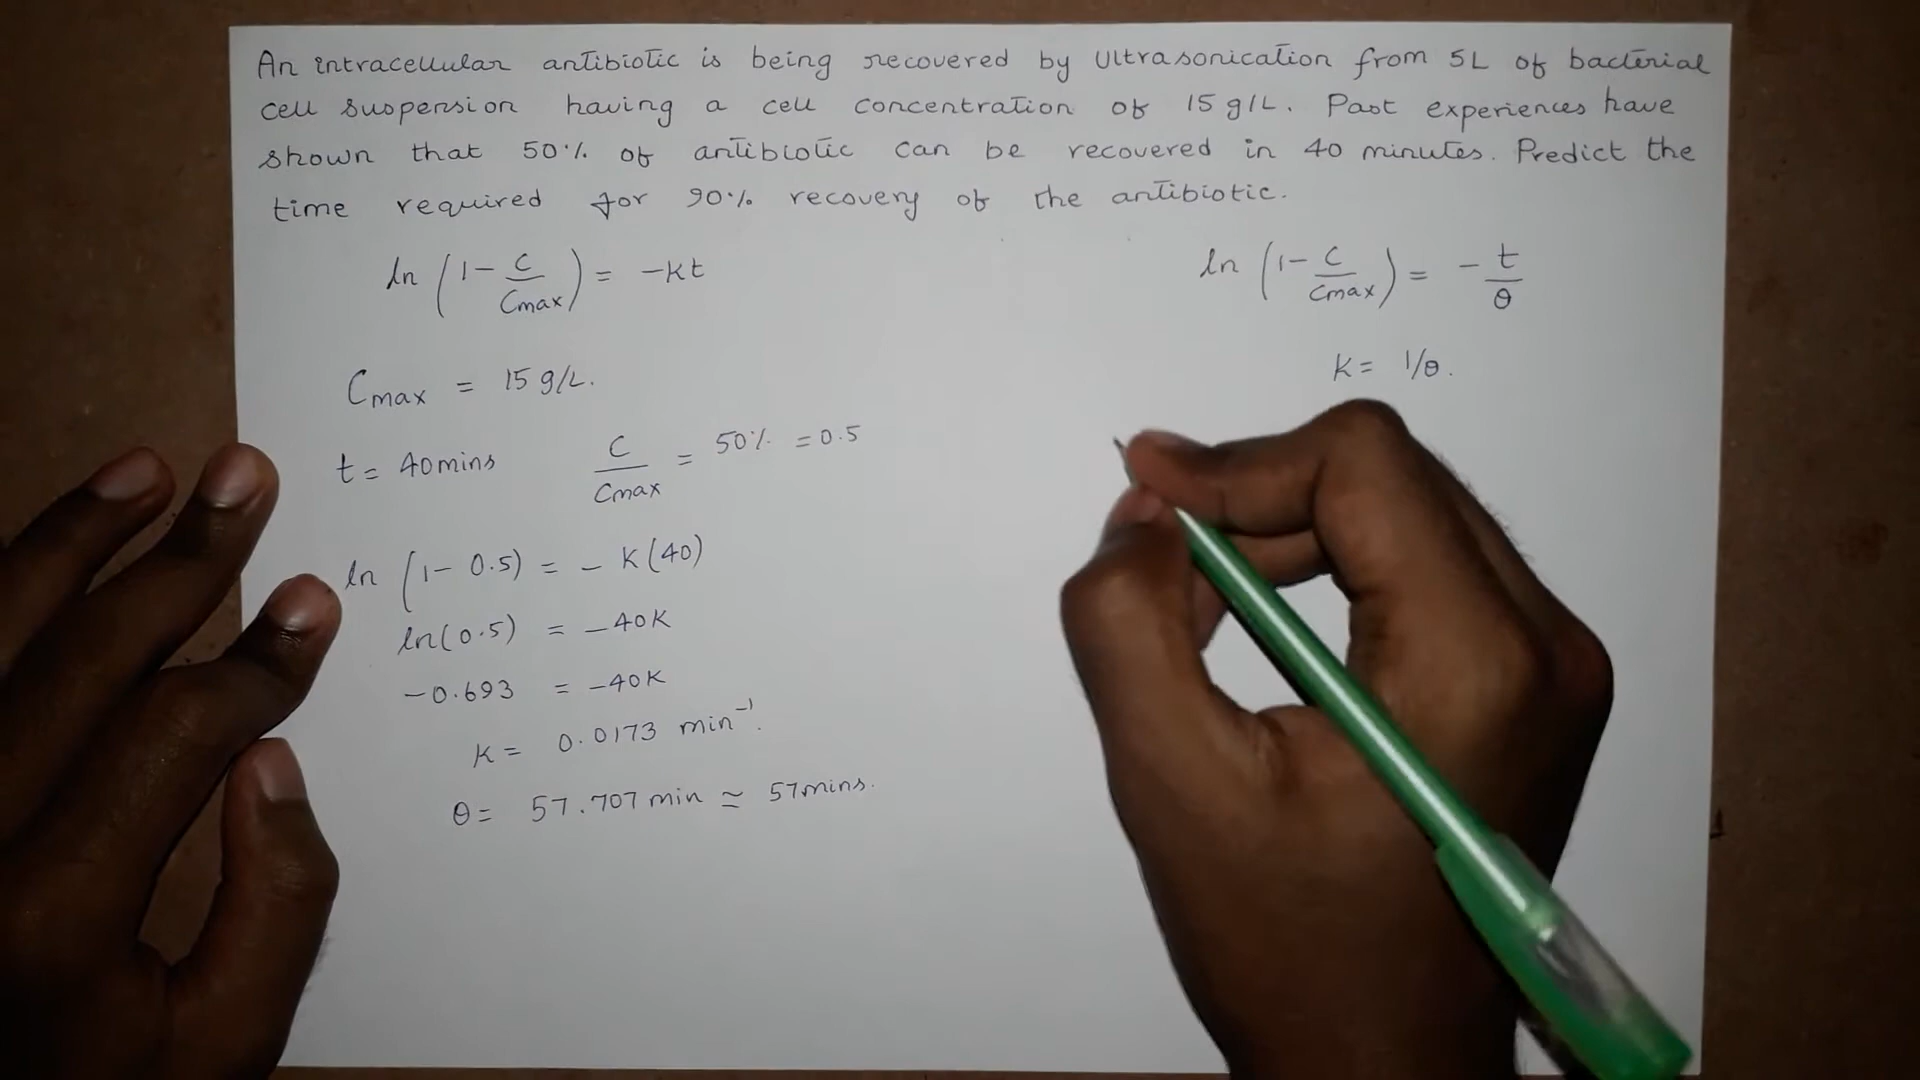 An intracellular antibiotic is being recovered by Ultrasonication from 5L of bacterial
cell suspension having a cell concentration of 15 g/L. Past experiences have
shown that 50% of antibiotic can be recovered in 40 minutes. Predict the
time required for 90% recovery of the antibiotic.
ln (1 - C/Cmax) = -kt
ln (1 - C/Cmax) = - t/θ
K = 1/θ.
Cmax = 15 g/L.
t = 40mins C/Cmax = 50% = 0.5
ln (1 - 0.5) = - K(40)
ln(0.5) = -40K
-0.693 = -40K
K = 0.0173 min⁻¹.
θ = 57.707 min ≃ 57mins.